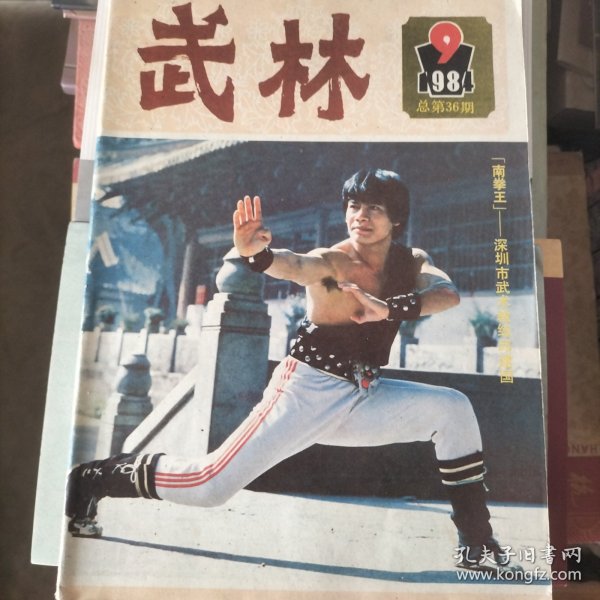 武林
9
1984
总第36期
「南拳王」——深圳市武
孔夫子旧书网
www.kongfz.com